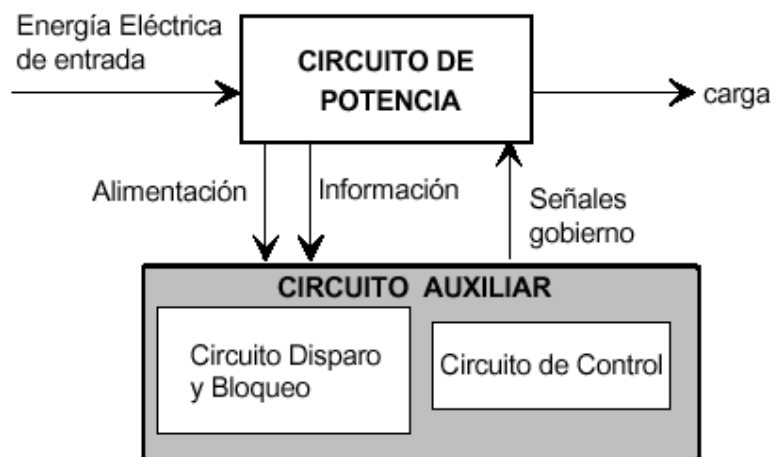 Energía Eléctrica
de entrada
CIRCUITO DE
POTENCIA
carga
Alimentación
Información
Señales
gobierno
CIRCUITO AUXILIAR
Circuito Disparo
y Bloqueo
Circuito de Control